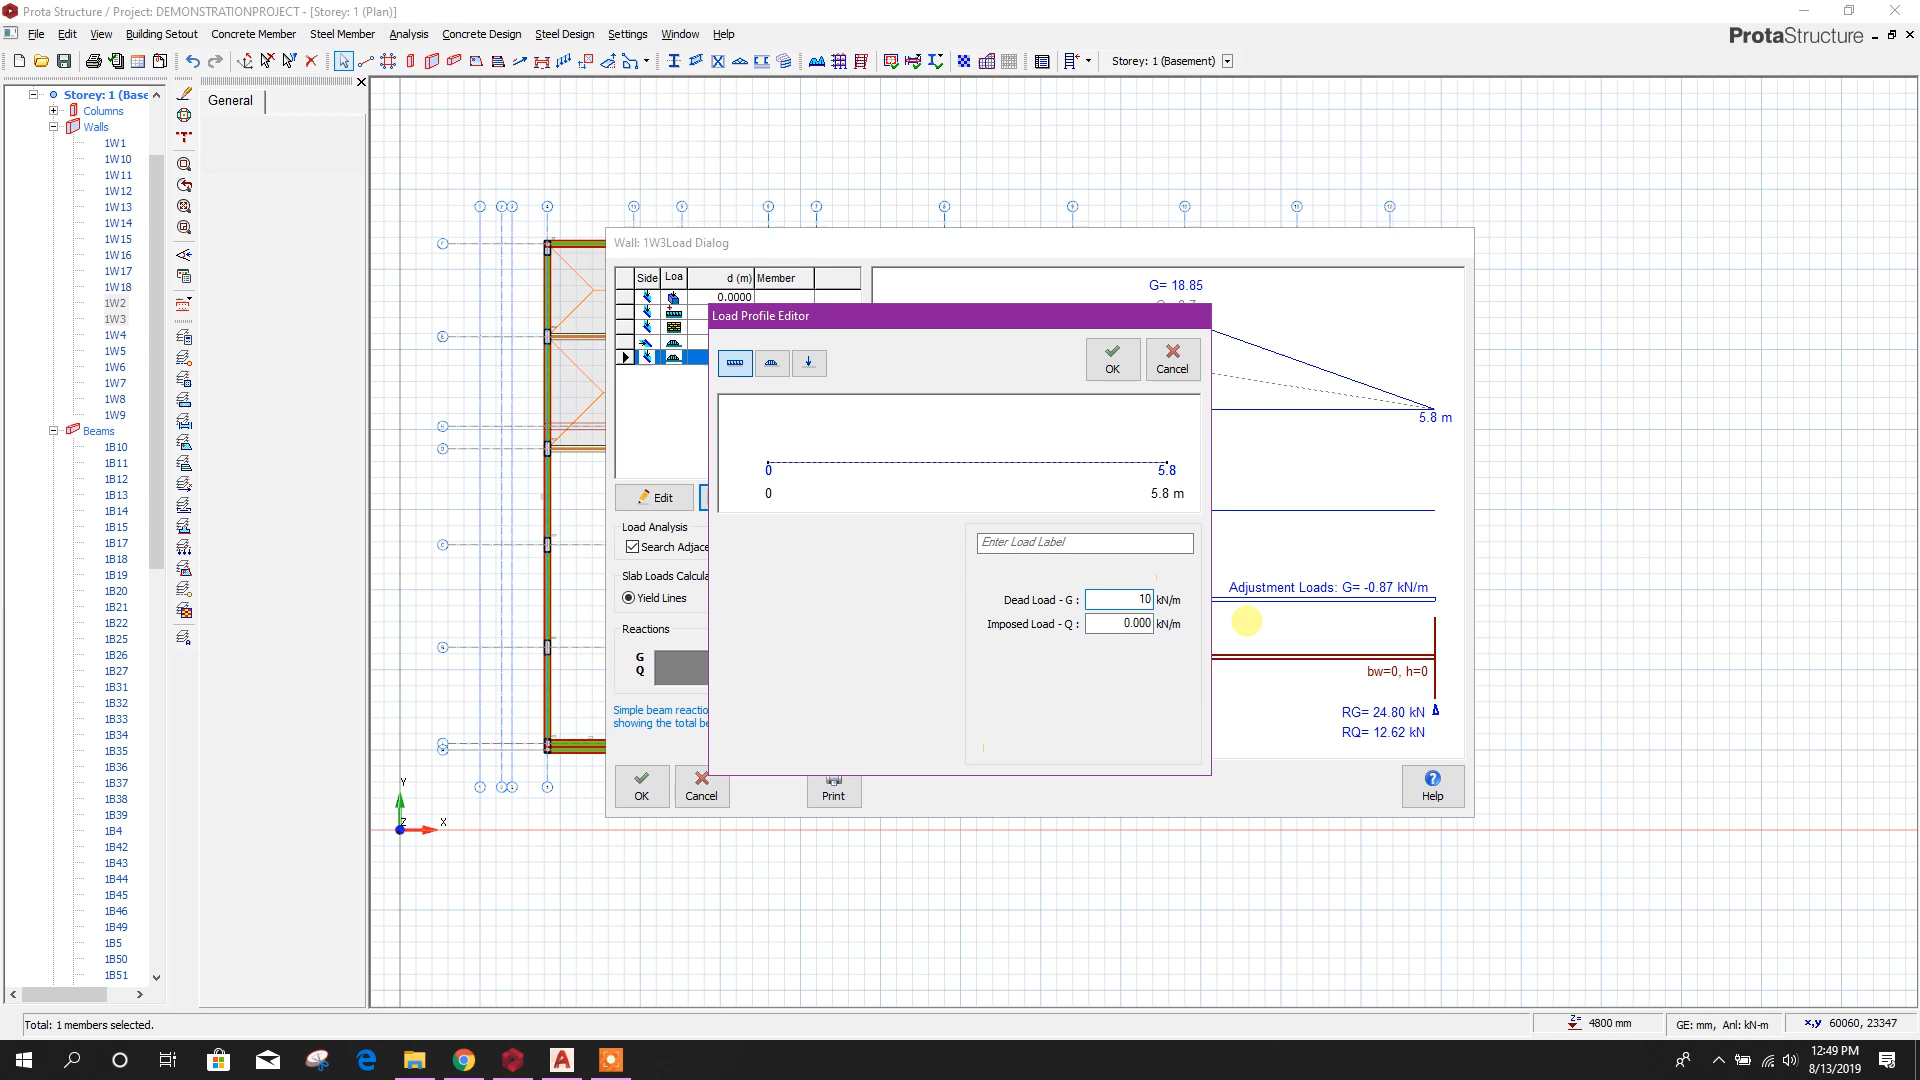 Prota Structure / Project: DEMONSTRATIONPROJECT - [Storey: 1 (Plan)]
File Edit View Building Setout Concrete Member Steel Member Analysis Concrete Design Steel Design Settings Window Help
ProtaStructure
Storey: 1 (Basement)
Storey: 1 (Base
Columns
Walls
1W1
1W10
1W11
1W12
1W13
1W14
1W15
1W16
1W17
1W18
1W2
1W3
1W4
1W5
1W6
1W7
1W8
1W9
Beams
1B10
1B11
1B12
1B13
1B14
1B15
1B17
1B18
1B19
1B20
1B21
1B22
1B25
1B26
1B27
1B31
1B32
1B33
1B34
1B35
1B36
1B37
1B38
1B39
1B4
1B42
1B43
1B44
1B45
1B46
1B49
1B5
1B50
1B51
General
Wall: 1W3Load Dialog
Side Loa d (m) Member
0.0000
G= 18.85
5.8 m
Load Profile Editor
OK Cancel
0 5.8
0 5.8 m
Enter Load Label
Dead Load - G : 10 kN/m
Imposed Load - Q : 0.000 kN/m
Edit
Load Analysis
Search Adjace
Slab Loads Calcula
Yield Lines
Reactions
G
Q
Simple beam reactio
showing the total be
Adjustment Loads: G= -0.87 kN/m
bw=0, h=0
RG= 24.80 kN
RQ= 12.62 kN
OK Cancel Print Help
Y
Z X
Total: 1 members selected.
Z= 4800 mm
GE: mm, Anl: kN-m
x,y 60060, 23347
12:49 PM
8/13/2019